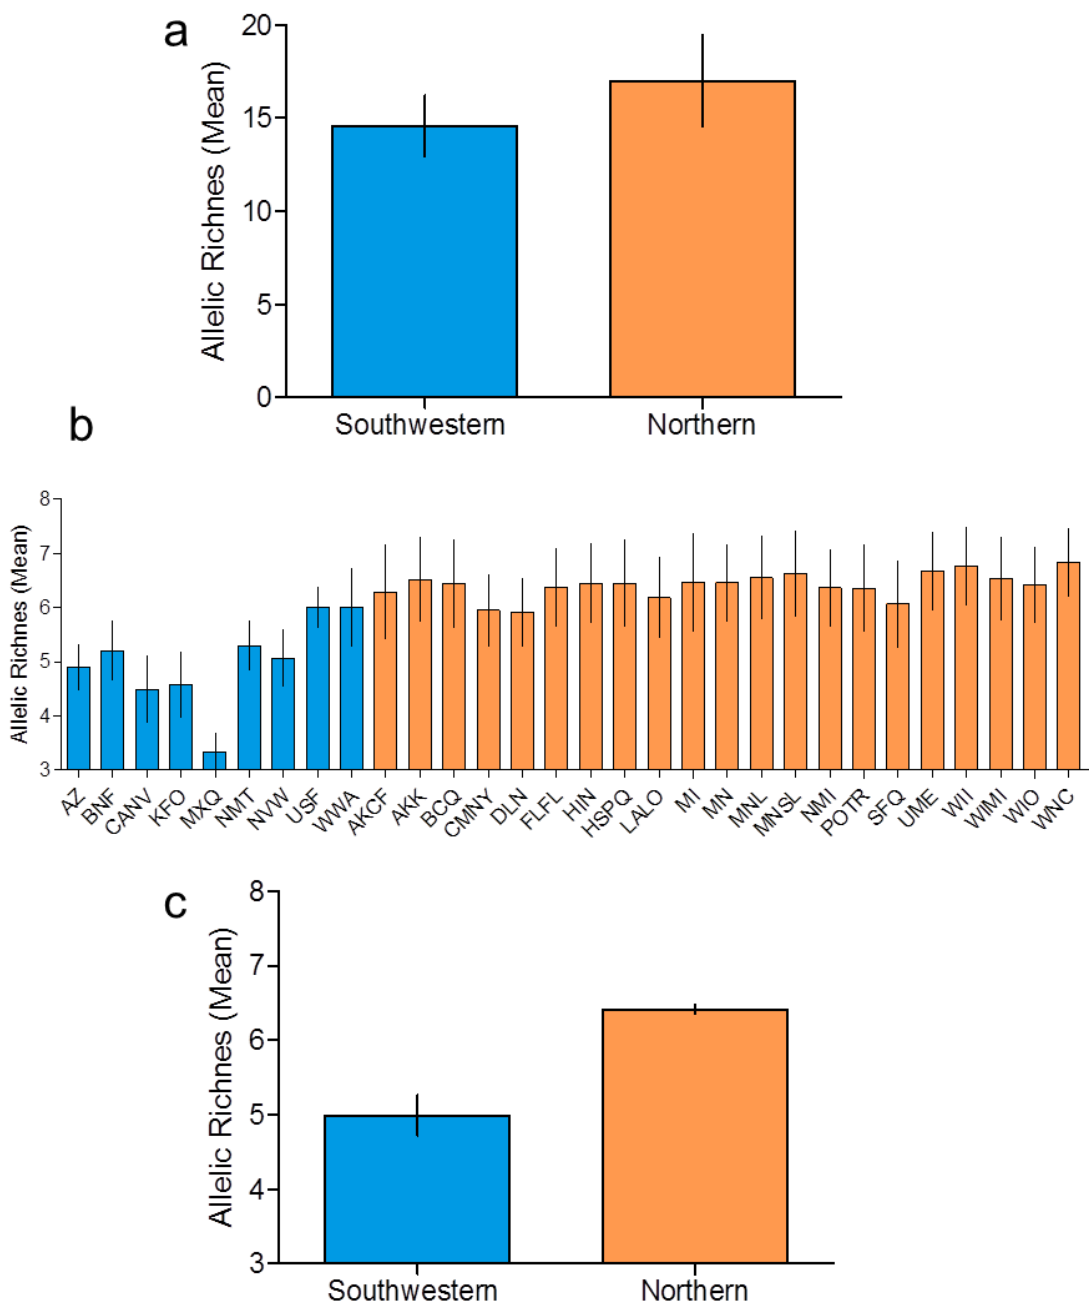 a
Allelic Richnes (Mean)
20
15
10
5
0
Southwestern Northern
b
Allelic Richnes (Mean)
8
7
6
5
4
3
AZ BNF CANV KFO MXQ NMT NVW USF WWA AKCF AKK BCQ CMNY DLN FLFL HIN HSPQ LALO MI MN MNL MNSL NMI POTR SFQ UME WII WIMI WIO WNC
c
Allelic Richnes (Mean)
8
7
6
5
4
3
Southwestern Northern